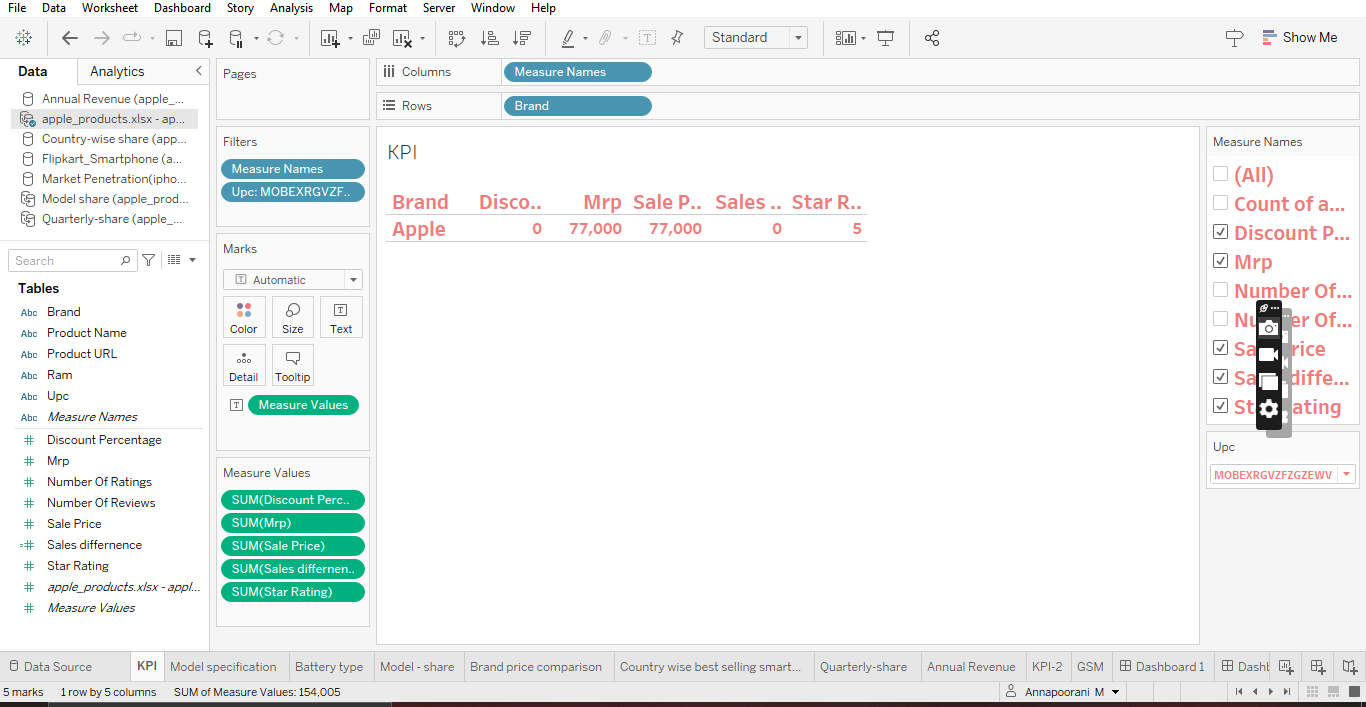 File Data Worksheet Dashboard Story Analysis Map Format Server Window Help
Standard
Show Me
Data Analytics
Annual Revenue (apple_...
apple_products.xlsx - ap...
Country-wise share (app...
Flipkart_Smartphone (a...
Market Penetration(ipho...
Model share (apple_prod...
Quarterly-share (apple_...
Search
Tables
Abc Brand
Abc Product Name
Abc Product URL
Abc Ram
Abc Upc
Abc Measure Names
Discount Percentage
Mrp
Number Of Ratings
Number Of Reviews
Sale Price
Sales differnence
Star Rating
apple_products.xlsx - appl...
Measure Values
Pages
Filters
Measure Names
Upc: MOBEXRGVZF..
Marks
Automatic
Color Size Text
Detail Tooltip
Measure Values
Measure Values
SUM(Discount Perc..
SUM(Mrp)
SUM(Sale Price)
SUM(Sales differnen..
SUM(Star Rating)
Columns Measure Names
Rows Brand
KPI
Brand Disco.. Mrp Sale P.. Sales .. Star R..
Apple 0 77,000 77,000 0 5
Measure Names
(All)
Count of a...
Discount P...
Mrp
Number Of...
Upc
MOBEXRGVZFZGZEWV
Data Source KPI Model specification Battery type Model - share Brand price comparison Country wise best selling smart... Quarterly-share Annual Revenue KPI-2 GSM Dashboard 1
5 marks 1 row by 5 columns SUM of Measure Values: 154,005 Annapoorani M